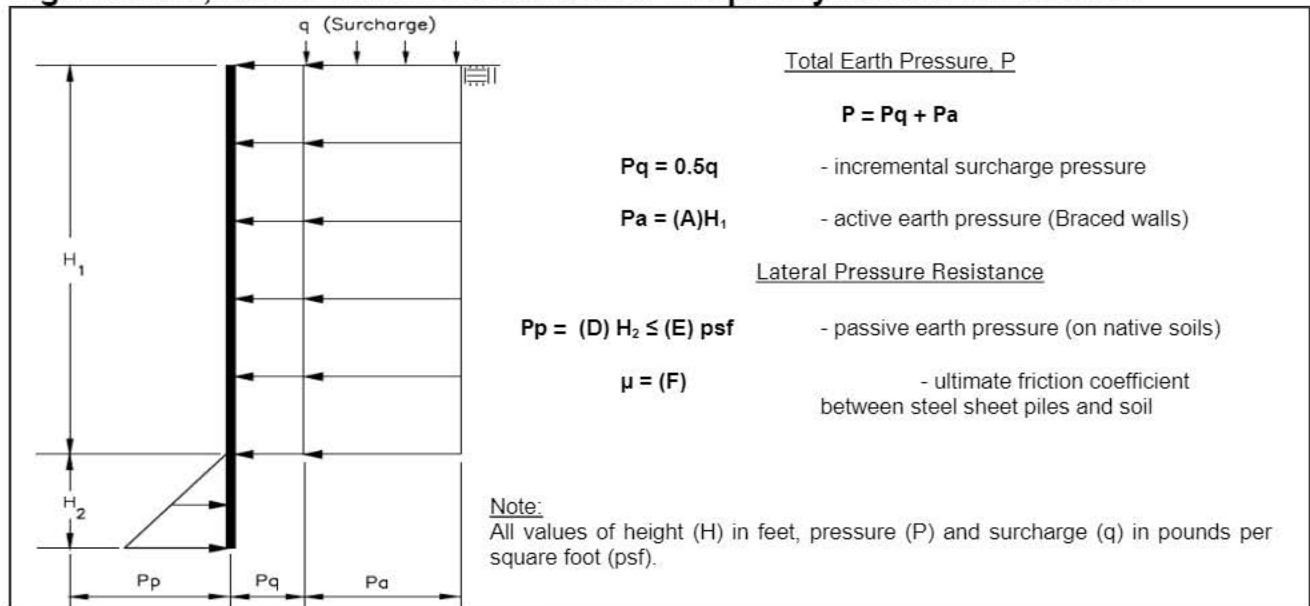 q (Surcharge)
Total Earth Pressure, P
P = Pq + Pa
Pq = 0.5q - incremental surcharge pressure
Pa = (A)H₁ - active earth pressure (Braced walls)
Lateral Pressure Resistance
Pp = (D) H₂ ≤ (E) psf - passive earth pressure (on native soils)
µ = (F) - ultimate friction coefficient
between steel sheet piles and soil
H₁
H₂
Note:
All values of height (H) in feet, pressure (P) and surcharge (q) in pounds per
square foot (psf).
Pp Pq Pa